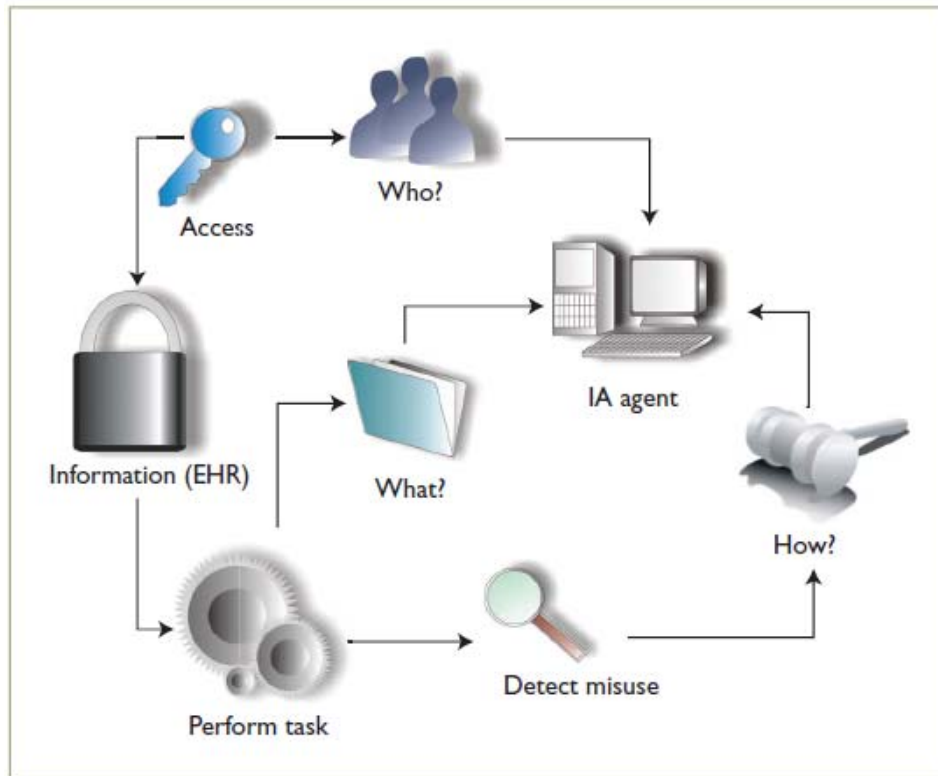 Who?
Access
IA agent
Information (EHR)
What?
How?
Detect misuse
Perform task